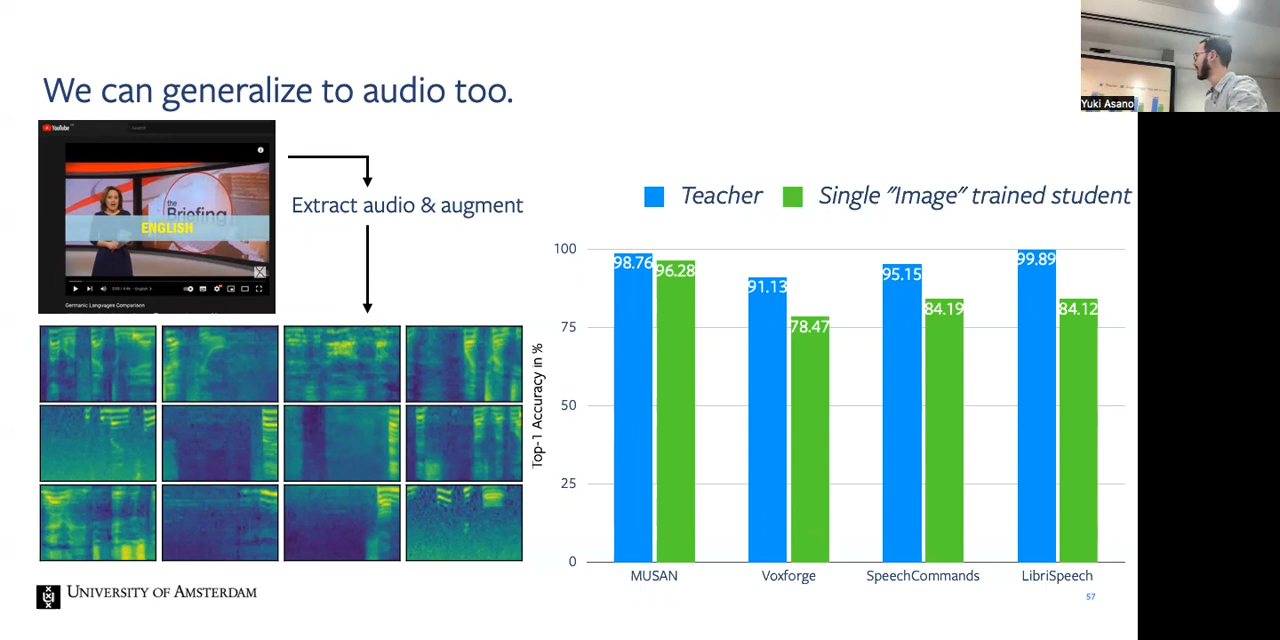 We can generalize to audio too.
Yuki Asano
YouTube
Search
the
Briefing
ENGLISH
Germanic Languages Comparison
Extract audio & augment
Teacher
Single "Image" trained student
Top-1 Accuracy in %
100
75
50
25
0
98.76
96.28
91.13
78.47
95.15
84.19
99.89
84.12
MUSAN
Voxforge
SpeechCommands
LibriSpeech
UNIVERSITY OF AMSTERDAM
57